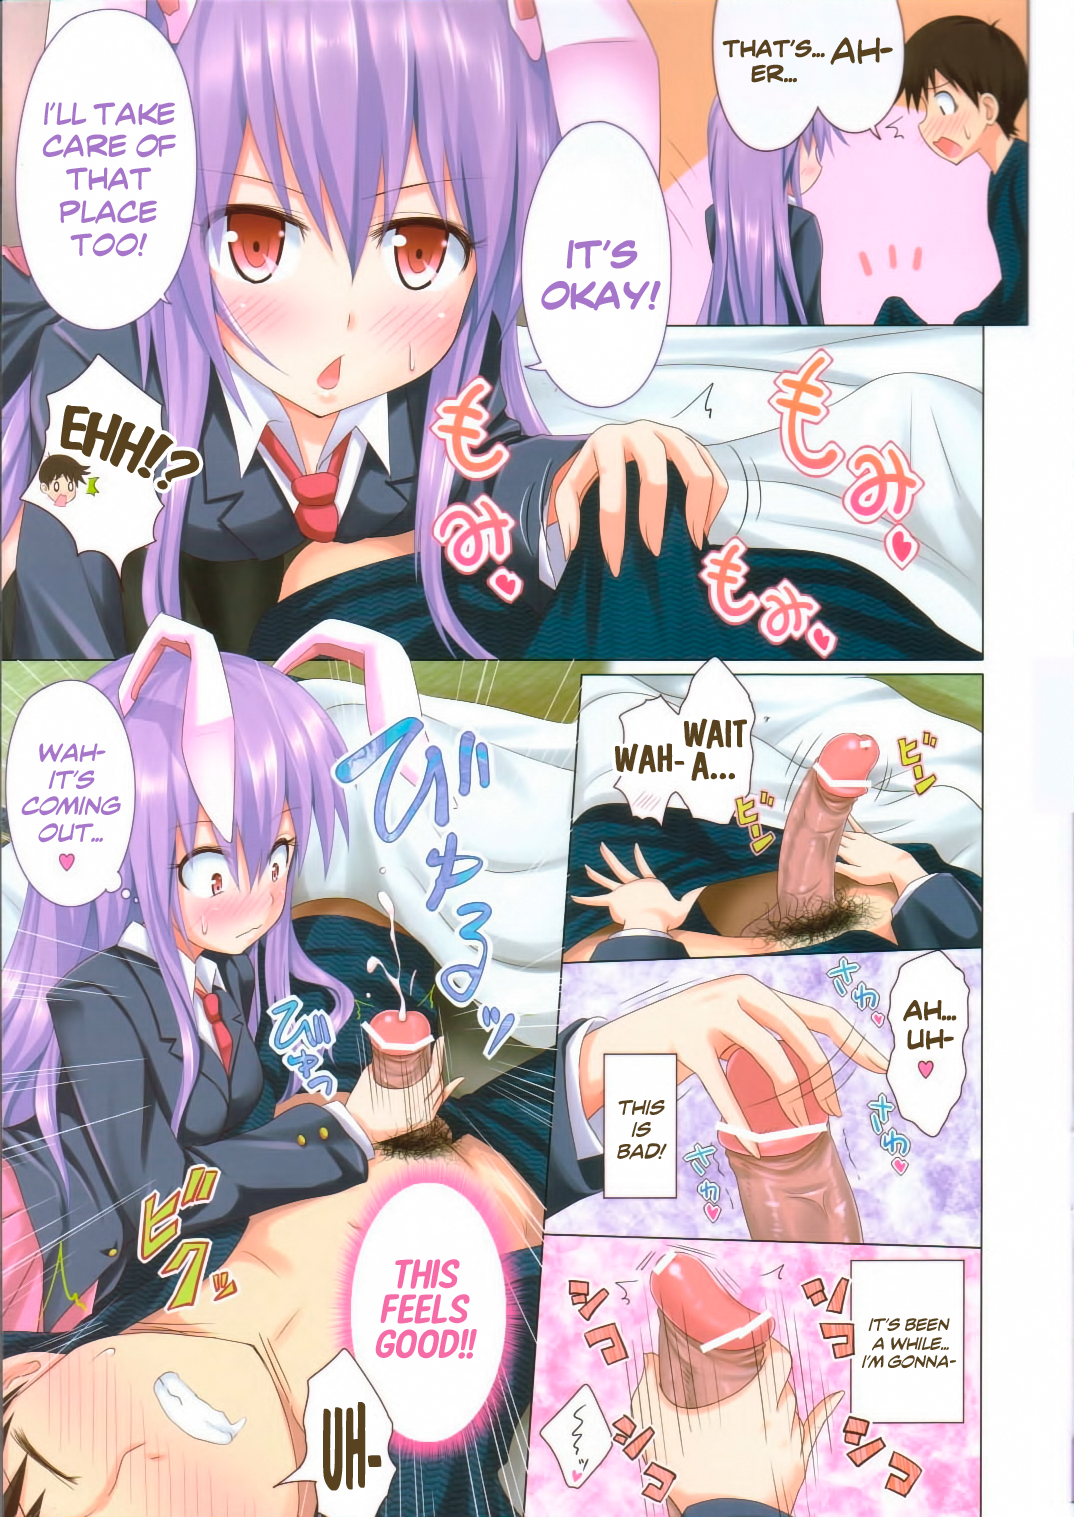 THAT'S... AH-
ER...
IT'S
OKAY!
I'LL TAKE
CARE OF
THAT
PLACE
TOO!
EHH!?
もみ
もみ
もみ
WAIT
WAH- A...
ビーン
ビーン
AH...
UH-
THIS
IS
BAD!
さわ
さわ
さわ
IT'S BEEN
A WHILE...
I'M GONNA-
シコ
シコ
シコ
シコ
WAH-
IT'S
COMING
OUT...
びゅるるッ
びゅっ
ビクッ
THIS
FEELS
GOOD!!
UH-